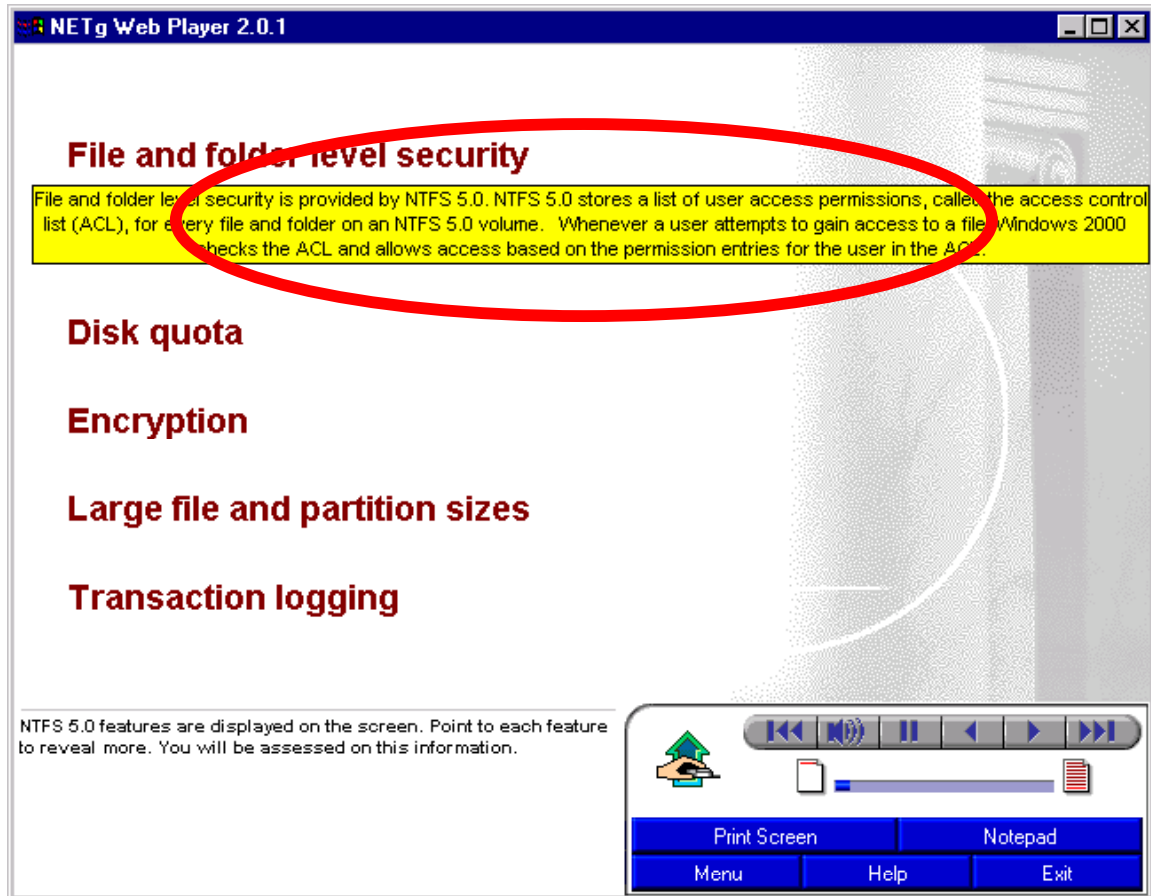 NETg Web Player 2.0.1
File and folder level security
File and folder level security is provided by NTFS 5.0. NTFS 5.0 stores a list of user access permissions, called the access control
list (ACL), for every file and folder on an NTFS 5.0 volume.   Whenever a user attempts to gain access to a file, Windows 2000
checks the ACL and allows access based on the permission entries for the user in the ACL.
Disk quota
Encryption
Large file and partition sizes
Transaction logging
NTFS 5.0 features are displayed on the screen. Point to each feature
to reveal more. You will be assessed on this information.
Print Screen Notepad
Menu Help Exit